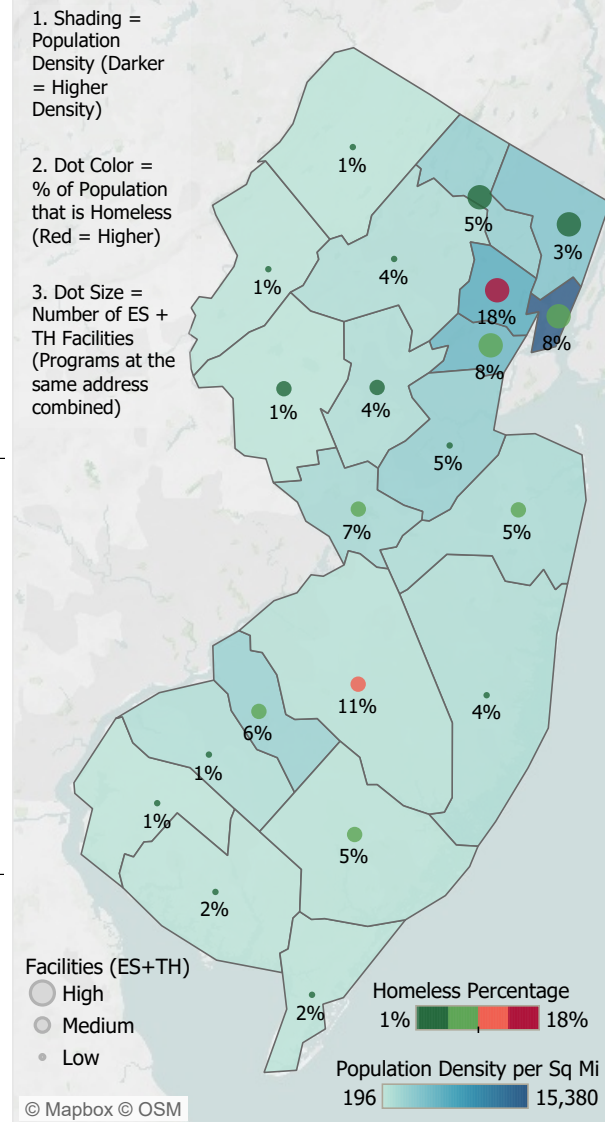 1. Shading =
Population
Density (Darker
= Higher
Density)
2. Dot Color =
% of Population
that is Homeless
(Red = Higher)
3. Dot Size =
Number of ES +
TH Facilities
(Programs at the
same address
combined)
1%
5%
3%
1%
4%
18%
8%
8%
1%
4%
5%
7%
5%
11%
4%
6%
1%
1%
5%
2%
2%
Facilities (ES+TH)
High
Medium
Low
Homeless Percentage
1% 18%
Population Density per Sq Mi
196 15,380
© Mapbox © OSM